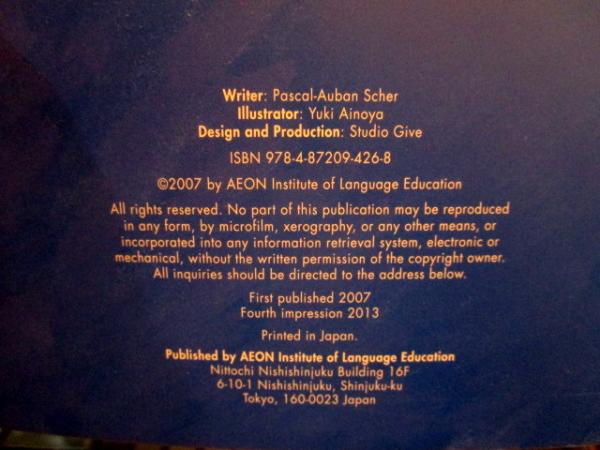 Writer: Pascal-Auban Scher
Illustrator: Yuki Ainoya
Design and Production: Studio Give
ISBN 978-4-87209-426-8
©2007 by AEON Institute of Language Education
All rights reserved. No part of this publication may be reproduced
in any form, by microfilm, xerography, or any other means, or
incorporated into any information retrieval system, electronic or
mechanical, without the written permission of the copyright owner.
All inquiries should be directed to the address below.
First published 2007
Fourth impression 2013
Printed in Japan.
Published by AEON Institute of Language Education
Nittochi Nishishinjuku Building 16F
6-10-1 Nishishinjuku, Shinjuku-ku
Tokyo, 160-0023 Japan